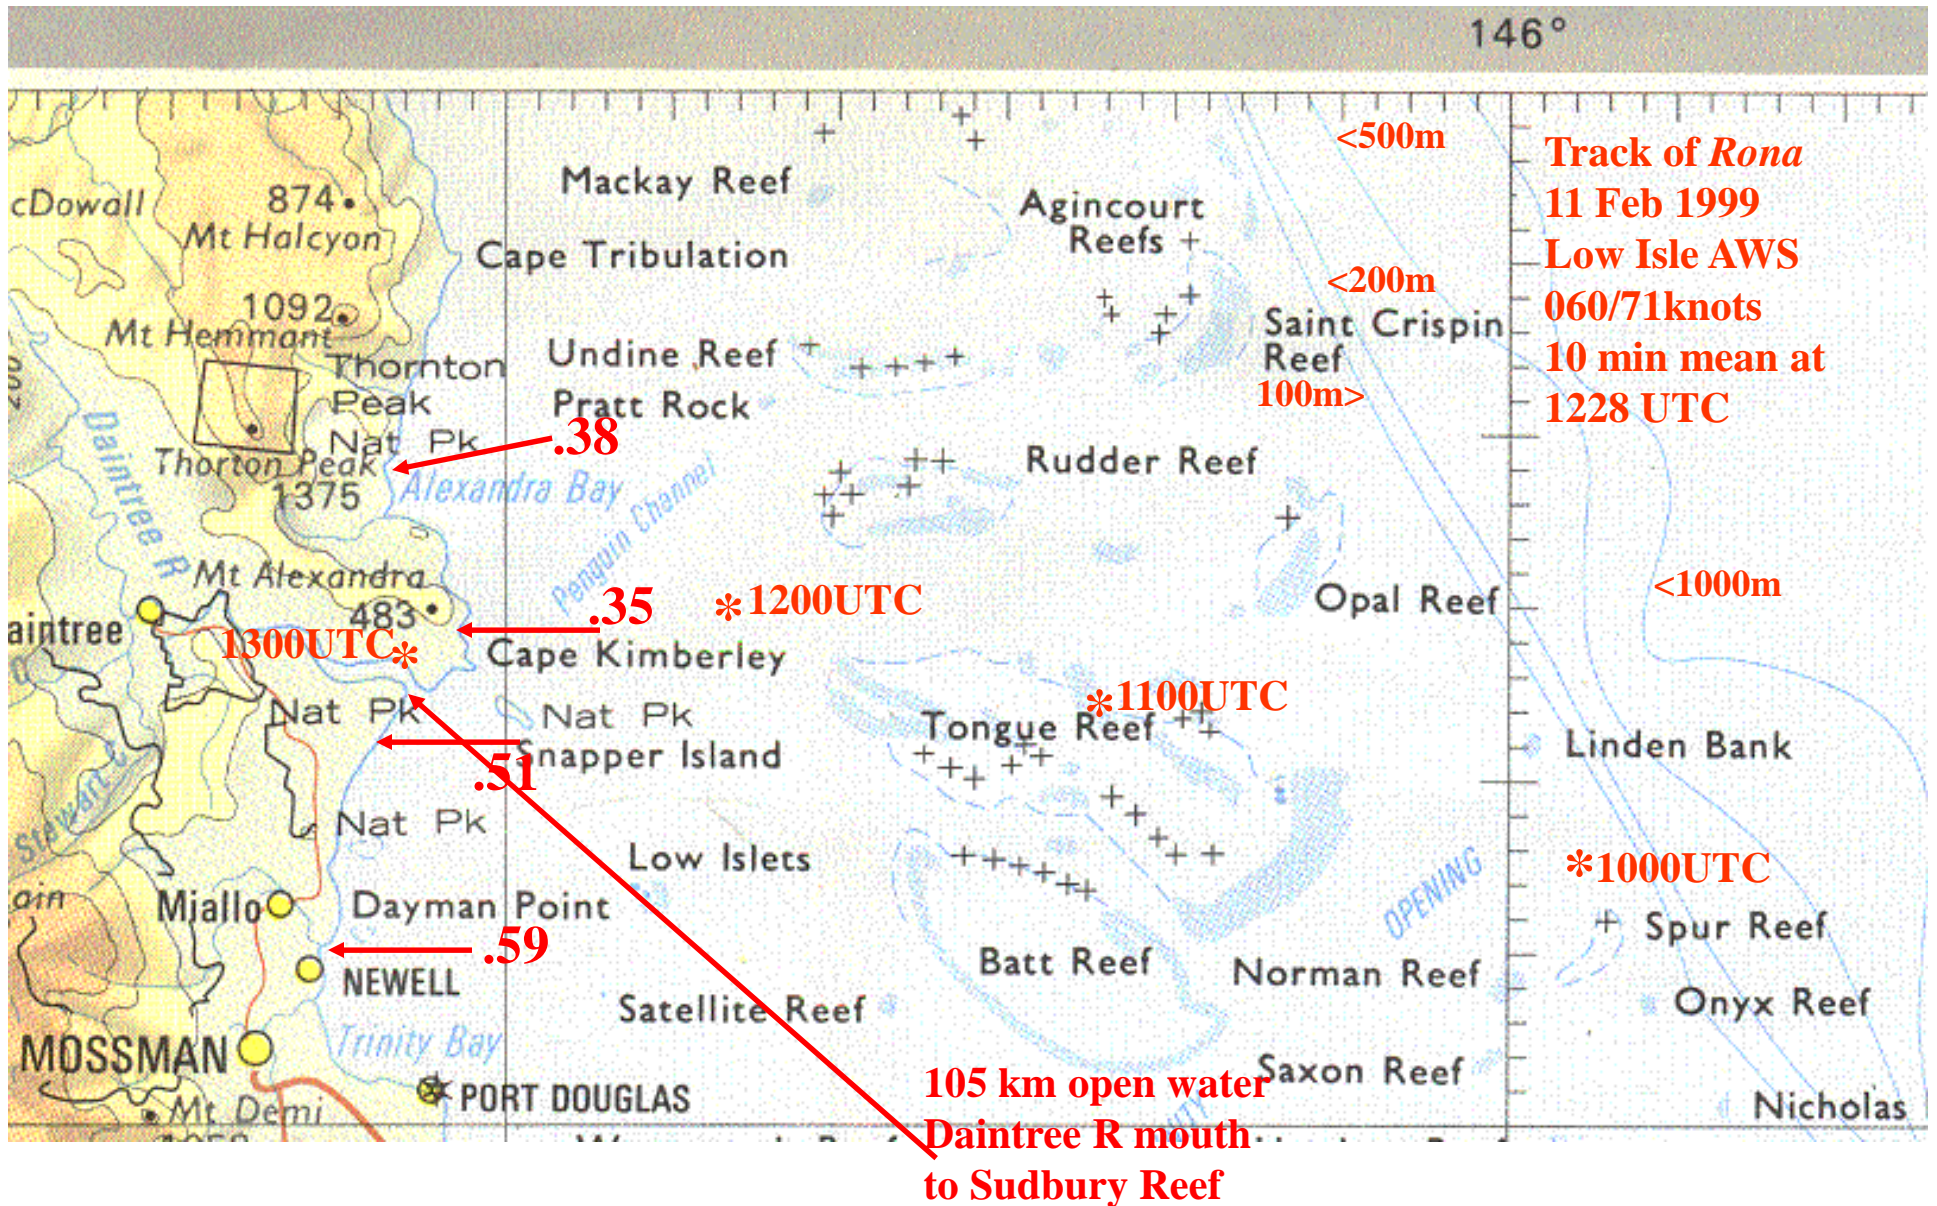 146°
<500m
Track of Rona
11 Feb 1999
Low Isle AWS
060/71knots
10 min mean at
1228 UTC
Mackay Reef
Agincourt
Reefs
cDowall
874
Mt Halcyon
Cape Tribulation
<200m
1092
Mt Hemmant
Saint Crispin
Reef
Undine Reef
Thornton
Peak
Nat Pk
Pratt Rock
100m>
.38
Thorton Peak
1375
Alexandra Bay
Rudder Reef
Daintree R
Penguin Channel
Mt Alexandra
483
.35
1200UTC
Opal Reef
<1000m
aintree
1300UTC
Cape Kimberley
1100UTC
Nat Pk
Nat Pk
Tongue Reef
Snapper Island
.51
Linden Bank
Stewart C
Nat Pk
Low Islets
1000UTC
ain
Miallo
Dayman Point
OPENING
Spur Reef
.59
NEWELL
Batt Reef
Norman Reef
Satellite Reef
Onyx Reef
MOSSMAN
Trinity Bay
Saxon Reef
PORT DOUGLAS
Mt Demi
Nicholas
105 km open water
Daintree R mouth
to Sudbury Reef